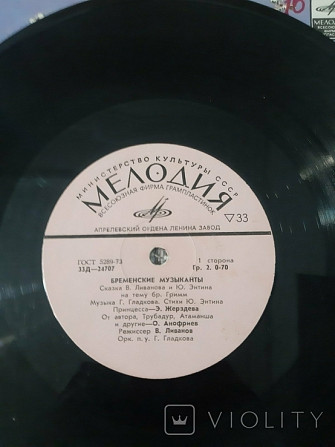 МИНИСТЕРСТВО КУЛЬТУРЫ СССР
МЕЛОДИЯ
ВСЕСОЮЗНАЯ ФИРМА ГРАМПЛАСТИНОК
▽33
АПРЕЛЕВСКИЙ ОРДЕНА ЛЕНИНА ЗАВОД
ГОСТ 5289-73
33Д-24707
1 сторона
Гр. 2. 0-70
БРЕМЕНСКИЕ МУЗЫКАНТЫ
Сказка В. Ливанова и Ю. Энтина
на тему бр. Гримм
Музыка Г. Гладкова. Стихи Ю. Энтина
Принцесса—Э. Жерздева
От автора, Трубадур, Атаманша
и другие—О. Анофриев
Режиссер В. Ливанов
Орк. п. у. Г. Гладкова
VIOLITY